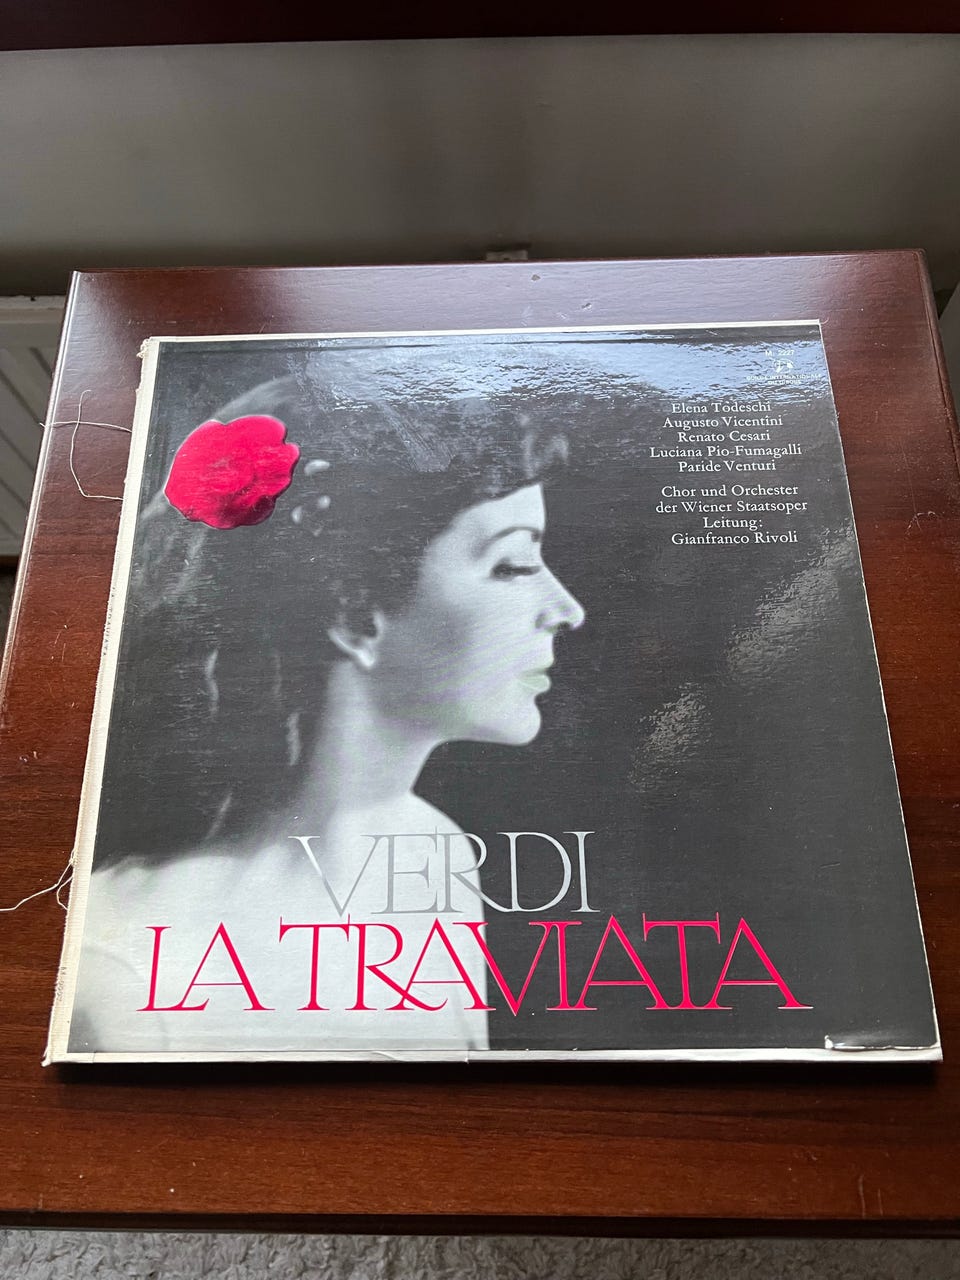 M 2227
Elena Todeschi
Augusto Vicentini
Renato Cesari
Luciana Pio-Fumagalli
Paride Venturi
Chor und Orchester
der Wiener Staatsoper
Leitung:
Gianfranco Rivoli
VERDI
LA TRAVIATA